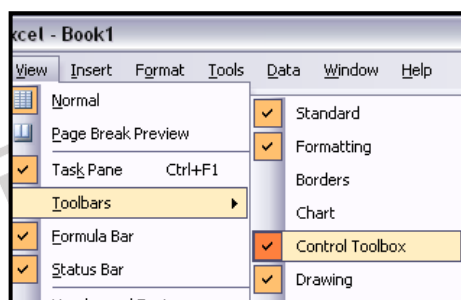 xcel - Book1
View Insert Format Tools Data Window Help
Normal
Page Break Preview
Task Pane Ctrl+F1
Toolbars
Formula Bar
Status Bar
Standard
Formatting
Borders
Chart
Control Toolbox
Drawing